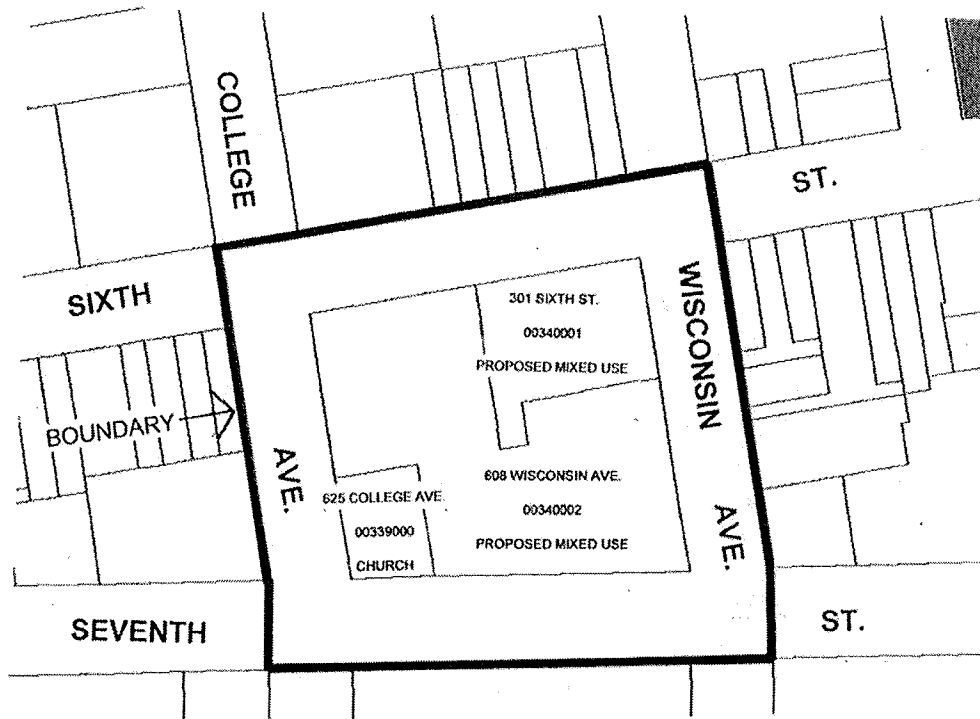 COLLEGE
ST.
SIXTH
301 SIXTH ST.
00340001
PROPOSED MIXED USE
WISCONSIN
BOUNDARY
AVE.
625 COLLEGE AVE.
00339000
CHURCH
608 WISCONSIN AVE.
00340002
PROPOSED MIXED USE
AVE.
SEVENTH
ST.